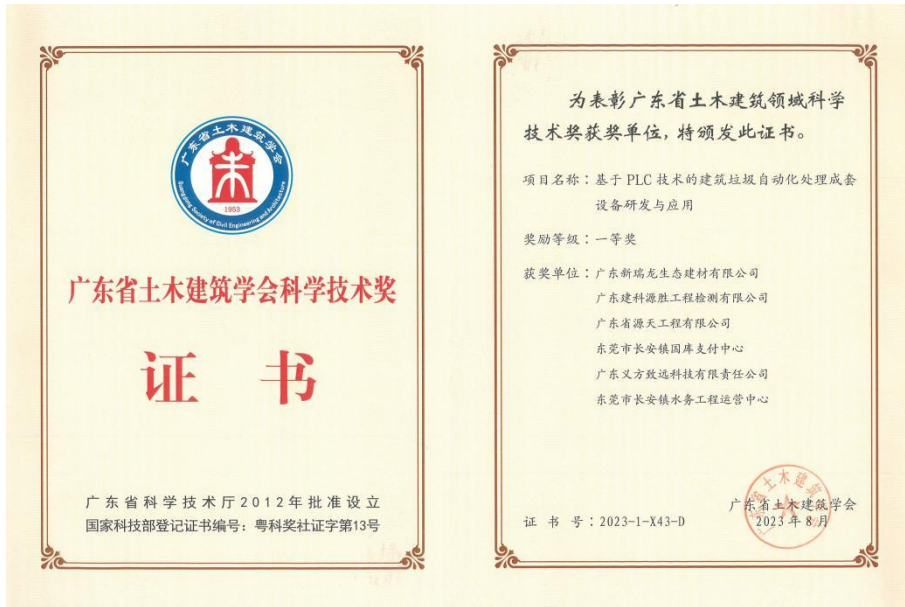 广东省土木建筑学会
Guangdong Society of Civil Engineering and Architecture
1953
广东省土木建筑学会科学技术奖
证 书
广东省科学技术厅2012年批准设立
国家科技部登记证书编号：粤科奖社证字第13号
为表彰广东省土木建筑领域科学
技术奖获奖单位，特颁发此证书。
项目名称：基于 PLC 技术的建筑垃圾自动化处理成套
设备研发与应用
奖励等级：一等奖
获奖单位：广东新瑞龙生态建材有限公司
广东建科源胜工程检测有限公司
广东省源天工程有限公司
东莞市长安镇国库支付中心
广东义方致远科技有限责任公司
东莞市长安镇水务工程运营中心
证 书 号：2023-1-X43-D
广东省土木建筑学会
2023年8月
广东省土木建筑学会